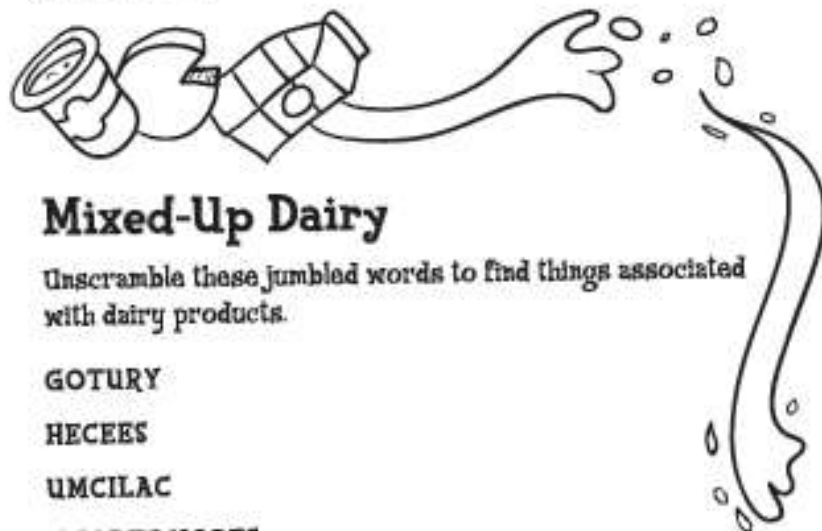 Mixed-Up Dairy
Unscramble these jumbled words to find things associated
with dairy products.
GOTURY
HECEES
UMCILAC